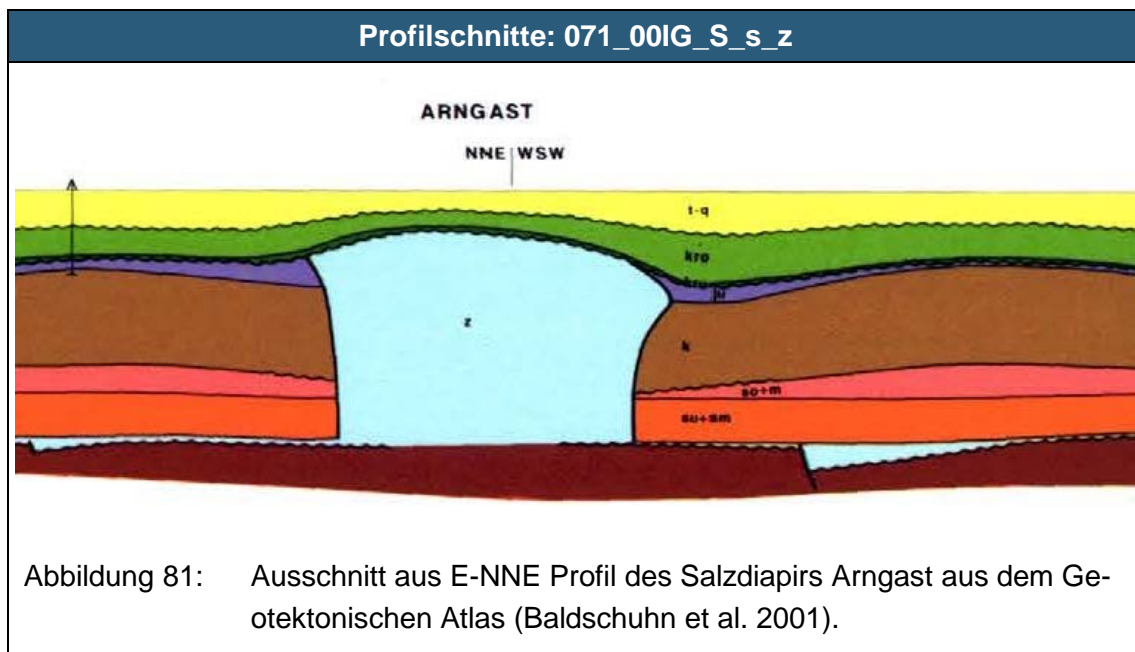 Profilschnitte: 071_00IG_S_s_z
ARNGAST
NNE WSW
t-q
kro
kru
z
k
so+m
su+sm
Abbildung 81: Ausschnitt aus E-NNE Profil des Salzdiapirs Arngast aus dem Ge-
otektonischen Atlas (Baldschuhn et al. 2001).